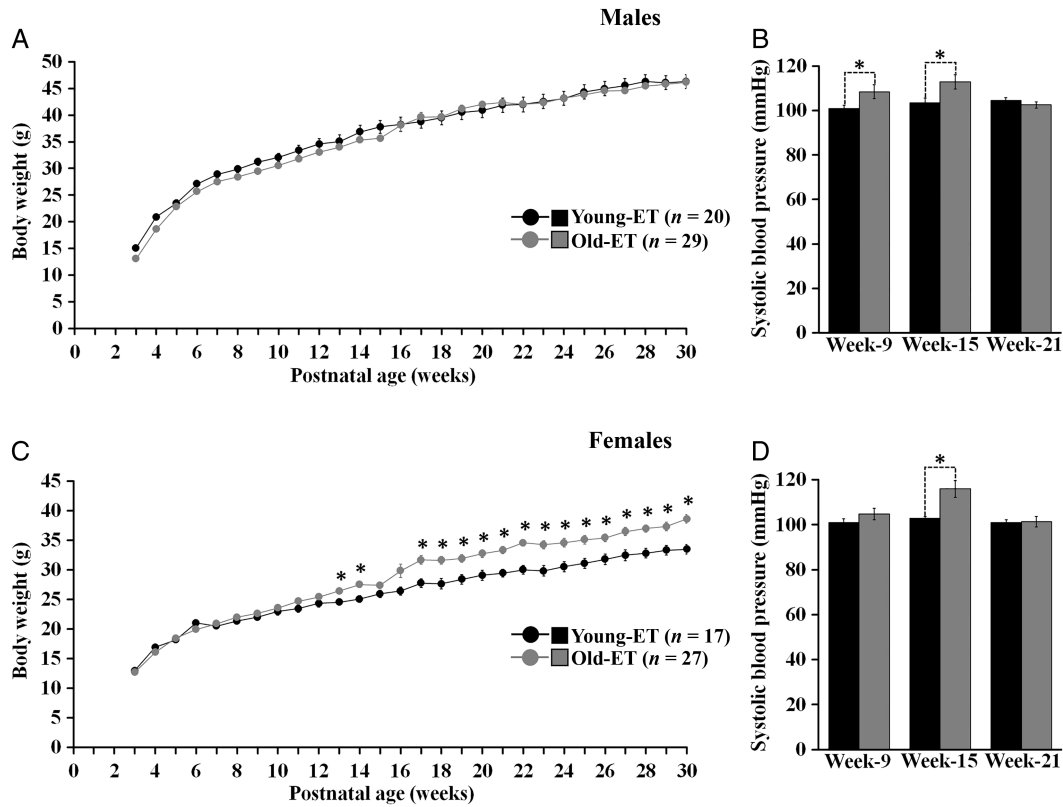 Males
A
B
Body weight (g)
50
45
40
35
30
25
20
15
10
5
0
0 2 4 6 8 10 12 14 16 18 20 22 24 26 28 30
Postnatal age (weeks)
Young-ET (n = 20)
Old-ET (n = 29)
Systolic blood pressure (mmHg)
120
100
80
60
40
20
0
* *
Week-9 Week-15 Week-21
Females
C
D
Body weight (g)
45
40
35
30
25
20
15
10
5
0
* * * * * * * * * * * * * * * *
0 2 4 6 8 10 12 14 16 18 20 22 24 26 28 30
Postnatal age (weeks)
Young-ET (n = 17)
Old-ET (n = 27)
Systolic blood pressure (mmHg)
120
100
80
60
40
20
0
*
Week-9 Week-15 Week-21